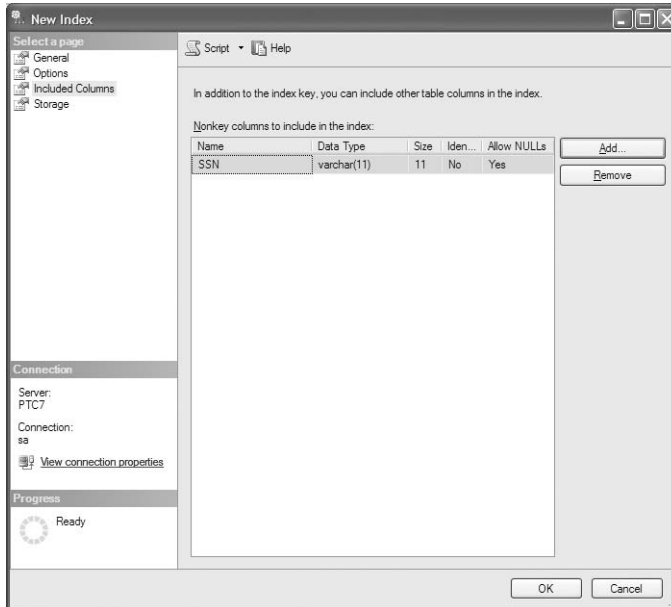 New Index
Select a page
General
Options
Included Columns
Storage
Script Help
In addition to the index key, you can include other table columns in the index.
Nonkey columns to include in the index:
Name Data Type Size Iden... Allow NULLs
SSN varchar(11) 11 No Yes
Add...
Remove
Connection
Server:
PTC7
Connection:
sa
View connection properties
Progress
Ready
OK Cancel